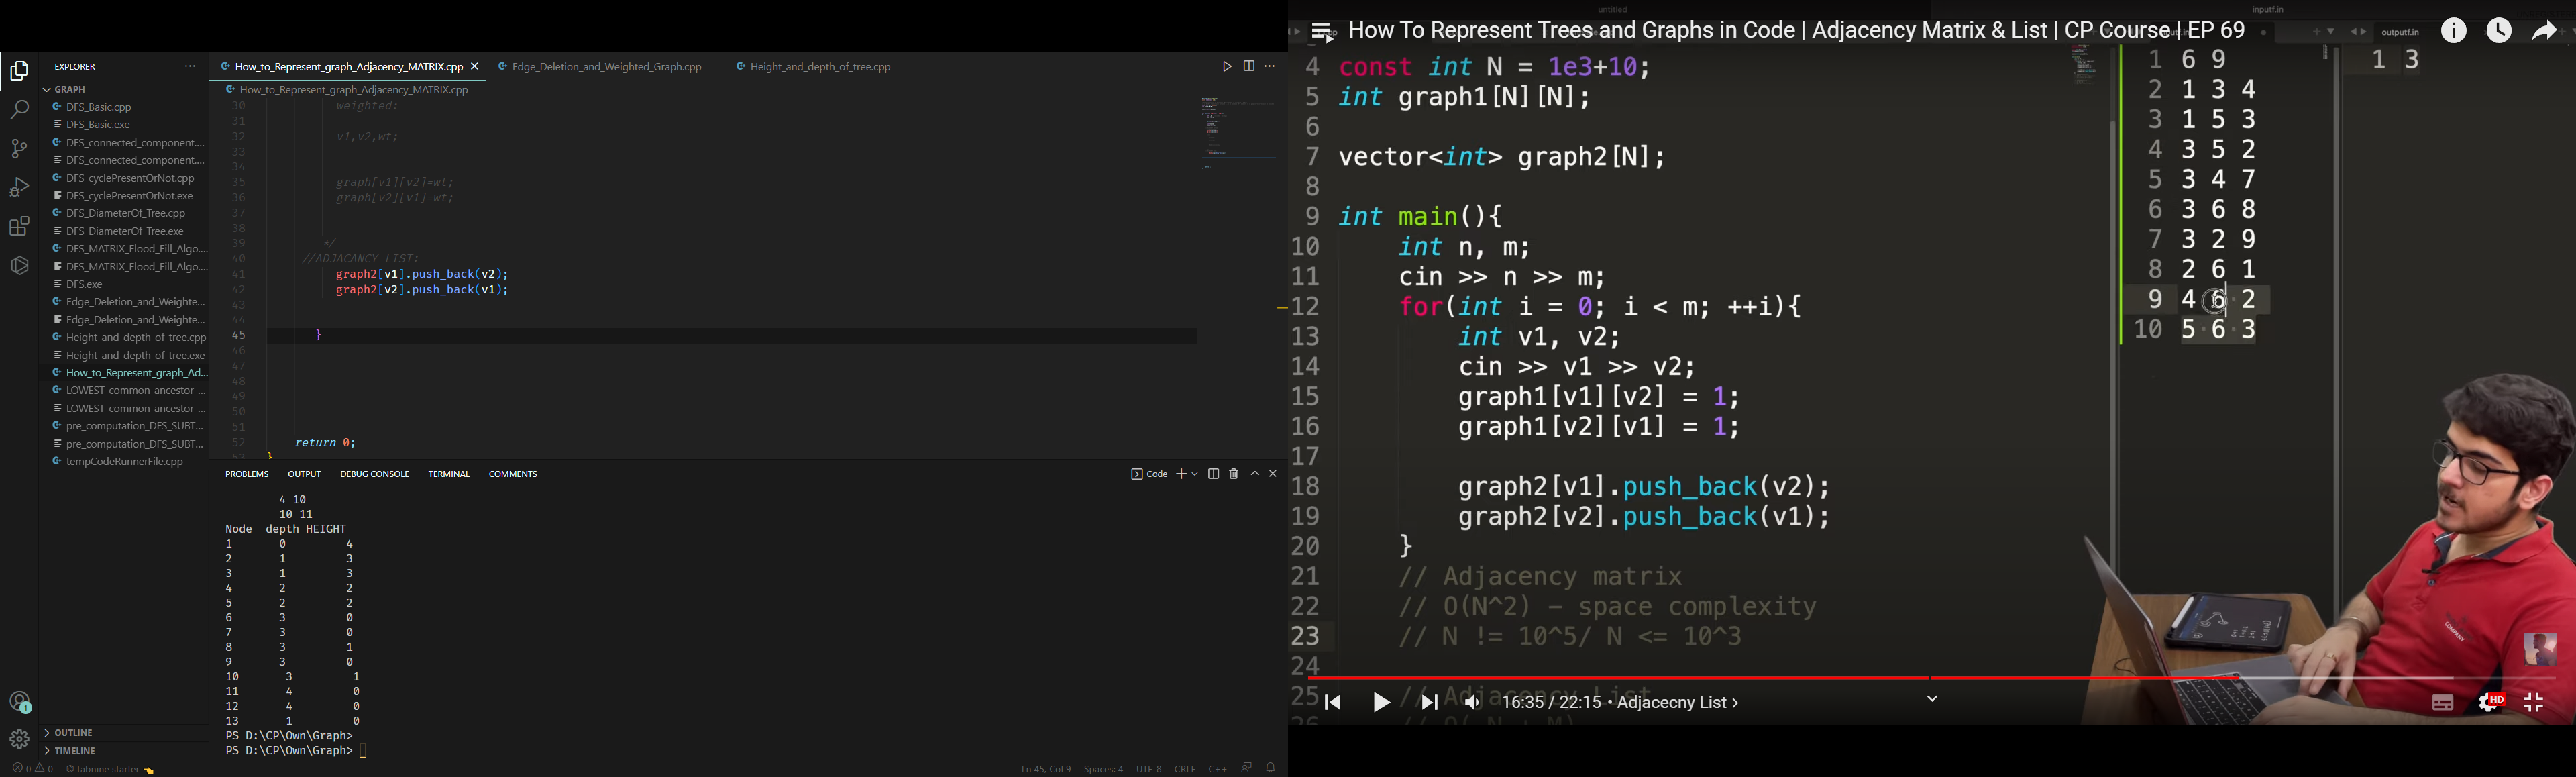 EXPLORER
GRAPH
DFS_Basic.cpp
DFS_Basic.exe
DFS_connected_component....
DFS_connected_component....
DFS_cyclePresentOrNot.cpp
DFS_cyclePresentOrNot.exe
DFS_DiameterOf_Tree.cpp
DFS_DiameterOf_Tree.exe
DFS_MATRIX_Flood_Fill_Algo....
DFS_MATRIX_Flood_Fill_Algo....
DFS.exe
Edge_Deletion_and_Weighte...
Edge_Deletion_and_Weighte...
Height_and_depth_of_tree.cpp
Height_and_depth_of_tree.exe
How_to_Represent_graph_Ad...
LOWEST_common_ancestor_...
LOWEST_common_ancestor_...
pre_computation_DFS_SUBT...
pre_computation_DFS_SUBT...
tempCodeRunnerFile.cpp
OUTLINE
TIMELINE
How_to_Represent_graph_Adjacency_MATRIX.cpp Edge_Deletion_and_Weighted_Graph.cpp Height_and_depth_of_tree.cpp
How_to_Represent_graph_Adjacency_MATRIX.cpp
30 weighted:
31
32 v1,v2,wt;
33
34
35 graph[v1][v2]=wt;
36 graph[v2][v1]=wt;
37
38
39 */
40 //ADJACANCY LIST:
41 graph2[v1].push_back(v2);
42 graph2[v2].push_back(v1);
43
44
45 }
46
47
48
49
50
51
52 return 0;
53 }
PROBLEMS OUTPUT DEBUG CONSOLE TERMINAL COMMENTS
Code
4 10
10 11
Node depth HEIGHT
1 0 4
2 1 3
3 1 3
4 2 2
5 2 2
6 3 0
7 3 0
8 3 1
9 3 0
10 3 1
11 4 0
12 4 0
13 1 0
PS D:\CP\Own\Graph>
PS D:\CP\Own\Graph>
1
0 0 tabnine starter
Ln 45, Col 9 Spaces: 4 UTF-8 CRLF C++
untitled
inputf.in
How To Represent Trees and Graphs in Code | Adjacency Matrix & List | CP Course | EP 69
outputf.in
4 const int N = 1e3+10;
5 int graph1[N][N];
6
7 vector<int> graph2[N];
8
9 int main(){
10 int n, m;
11 cin >> n >> m;
12 for(int i = 0; i < m; ++i){
13 int v1, v2;
14 cin >> v1 >> v2;
15 graph1[v1][v2] = 1;
16 graph1[v2][v1] = 1;
17
18 graph2[v1].push_back(v2);
19 graph2[v2].push_back(v1);
20 }
21 // Adjacency matrix
22 // O(N^2) – space complexity
23 // N != 10^5/ N <= 10^3
24
25 // Adjacency List
26 // O( N + M)
1 6 9
2 1 3 4
3 1 5 3
4 3 5 2
5 3 4 7
6 3 6 8
7 3 2 9
8 2 6 1
9 4 6 2
10 5 6 3
1 3
COMPANY
16:35 / 22:15 • Adjacecny List >
HD